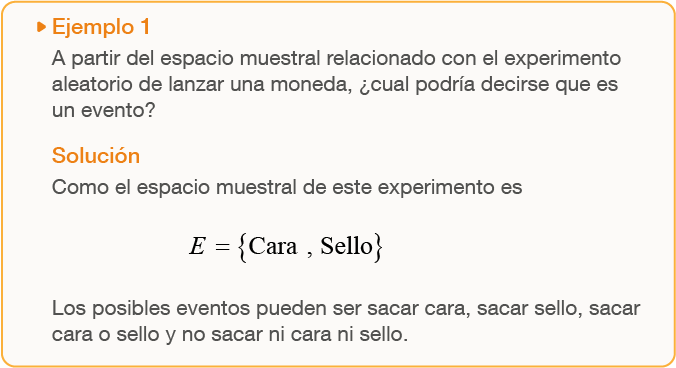 Ejemplo 1
A partir del espacio muestral relacionado con el experimento
aleatorio de lanzar una moneda, ¿cual podría decirse que es
un evento?
Solución
Como el espacio muestral de este experimento es
E = {Cara , Sello}
Los posibles eventos pueden ser sacar cara, sacar sello, sacar
cara o sello y no sacar ni cara ni sello.